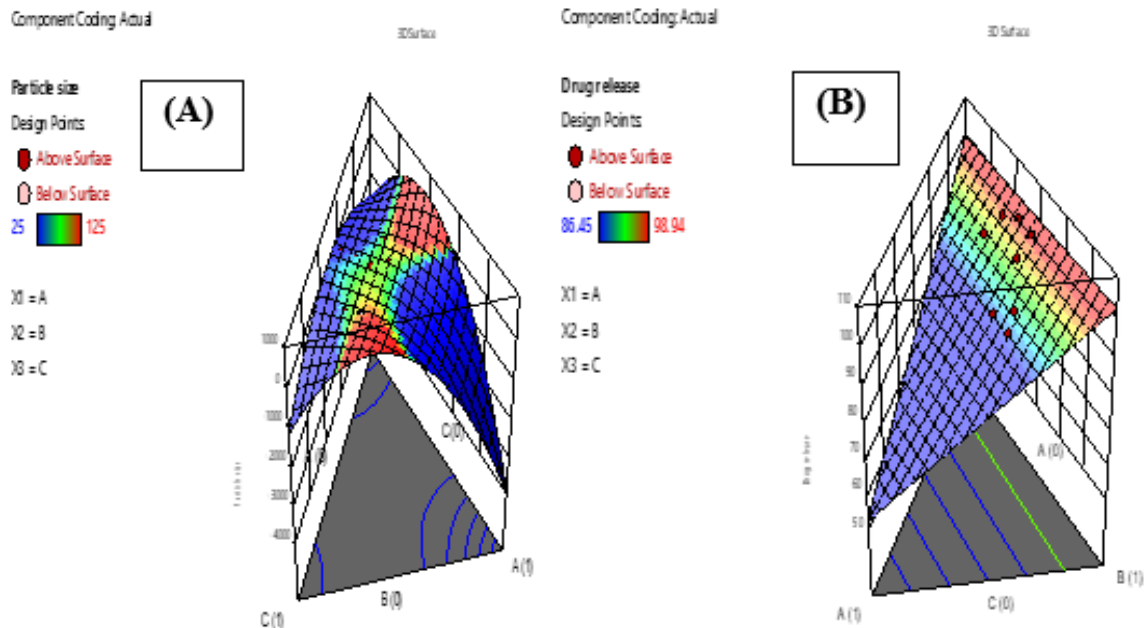 Component Coding: Actual
3D Surface
Particle size
(A)
Design Points:
Above Surface
Below Surface
25 125
X1 = A
X2 = B
X3 = C
1000
0
1000
2000
3000
4000
C (0)
A (1)
B (0)
C (1)
Component Coding: Actual
3D Surface
Drug release
(B)
Design Points:
Above Surface
Below Surface
86.45 98.94
X1 = A
X2 = B
X3 = C
110
100
90
80
70
60
50
A (0)
B (1)
C (0)
A (1)